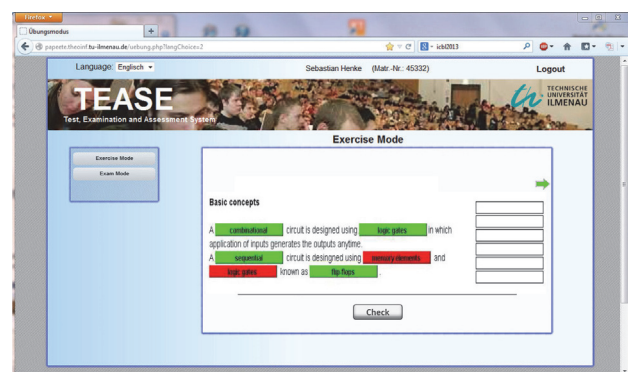 Firefox
Übungsmodus
papeete.theoinf.tu-ilmenau.de/uebung.php?langChoice=2
icbl2013
Language: Englisch
Sebastian Henke (Matr.-Nr.: 45332)
Logout
TEASE
Test, Examination and Assessment System
th
TECHNISCHE
UNIVERSITÄT
ILMENAU
Exercise Mode
Exercise Mode
Exam Mode
Basic concepts
A combinational circuit is designed using logic gates in which
application of inputs generates the outputs anytime.
A sequential circuit is desingned using memory elements and
logic gates known as flip flops .
Check